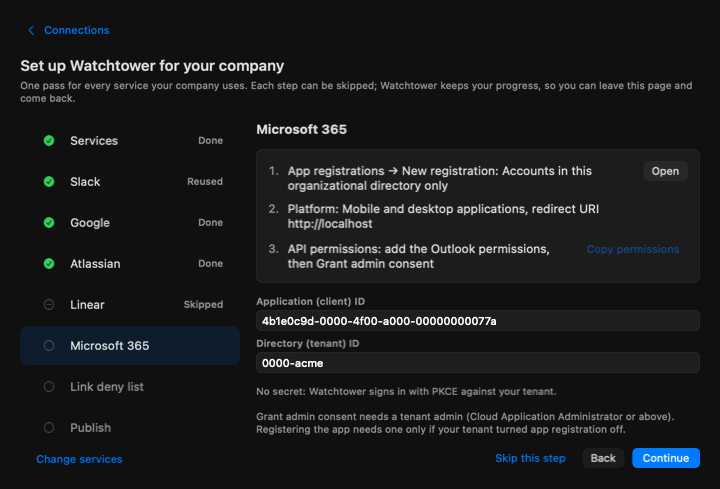 Connections
Set up Watchtower for your company
One pass for every service your company uses. Each step can be skipped; Watchtower keeps your progress, so you can leave this page and
come back.
Services Done
Slack Reused
Google Done
Atlassian Done
Linear Skipped
Microsoft 365
Link deny list
Publish
Change services
Microsoft 365
1. App registrations → New registration: Accounts in this
organizational directory only
Open
2. Platform: Mobile and desktop applications, redirect URI
http://localhost
3. API permissions: add the Outlook permissions,
then Grant admin consent
Copy permissions
Application (client) ID
4b1e0c9d-0000-4f00-a000-00000000077a
Directory (tenant) ID
0000-acme
No secret: Watchtower signs in with PKCE against your tenant.
Grant admin consent needs a tenant admin (Cloud Application Administrator or above).
Registering the app needs one only if your tenant turned app registration off.
Skip this step
Back
Continue